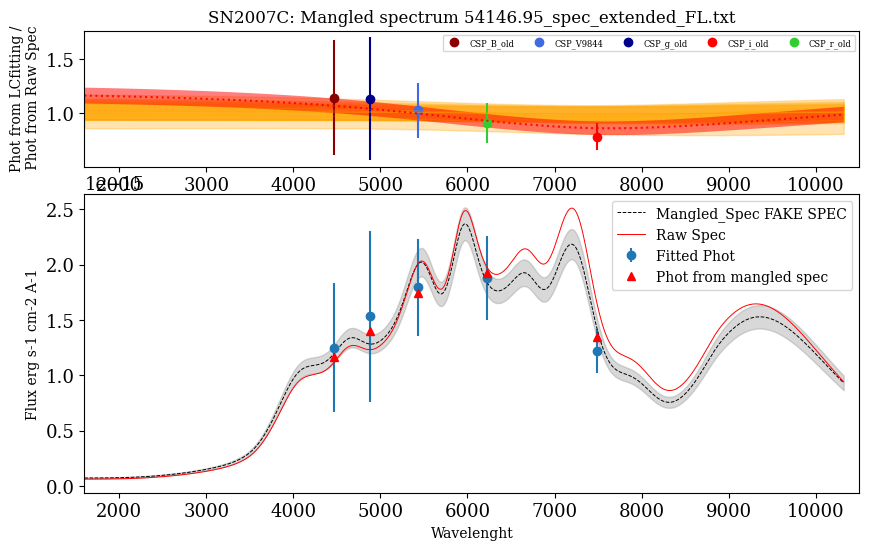 SN2007C: Mangled spectrum 54146.95_spec_extended_FL.txt
Phot from LCfitting /
Phot from Raw Spec
1.5
1.0
CSP_B_old CSP_V9844 CSP_g_old CSP_i_old CSP_r_old
2000 3000 4000 5000 6000 7000 8000 9000 10000
1e−15
Flux erg s-1 cm-2 A-1
2.5
2.0
1.5
1.0
0.5
0.0
Mangled_Spec FAKE SPEC
Raw Spec
Fitted Phot
Phot from mangled spec
2000 3000 4000 5000 6000 7000 8000 9000 10000
Wavelenght